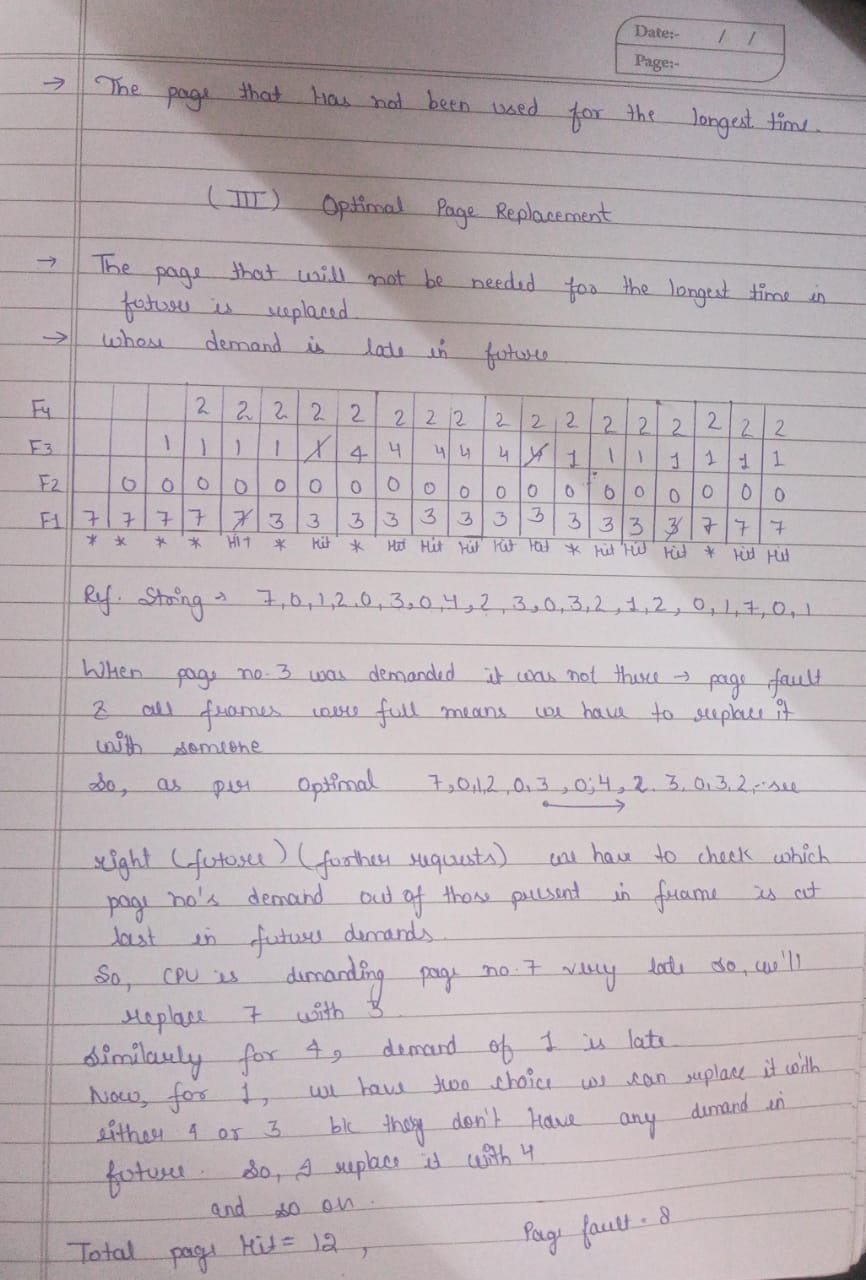 Date:- / /
Page:-
→ The page that has not been used for the longest time.
(III) Optimal Page Replacement
→ The page that will not be needed for the longest time in
future is replaced
→ whose demand is late in future
F4 2 2 2 2 2 2 2 2 2 2 2 2 2 2 2 2 2
F3 1 1 1 1 1 4 4 4 4 4 4 1 1 1 1 1 1 1
F2 0 0 0 0 0 0 0 0 0 0 0 0 0 0 0 0 0 0 0
F1 7 7 7 7 7 3 3 3 3 3 3 3 3 3 3 3 3 7 7 7
* * * * Hit * Hit * Hit Hit Hit Hit Hit * Hit Hit Hit * Hit Hit
Ref. String → 7,0,1,2,0,3,0,4,2,3,0,3,2,1,2,0,1,7,0,1
When page no. 3 was demanded it was not there → page fault
& all frames were full means we have to replace it
with someone
So, as per Optimal 7,0,1,2,0,3,0,4,2,3,0,3,2,..see
right (future) (further requests) we have to check which
page no's demand out of those present in frame is at
last in future demands.
So, CPU is demanding page no. 7 very late so, we'll
replace 7 with 3
Similarly for 4, demand of 1 is late
Now, for 1, we have two choice we can replace it with
either 4 or 3 bc they don't have any demand in
future. So, I replace it with 4
and so on.
Total page Hit = 12, Page fault = 8